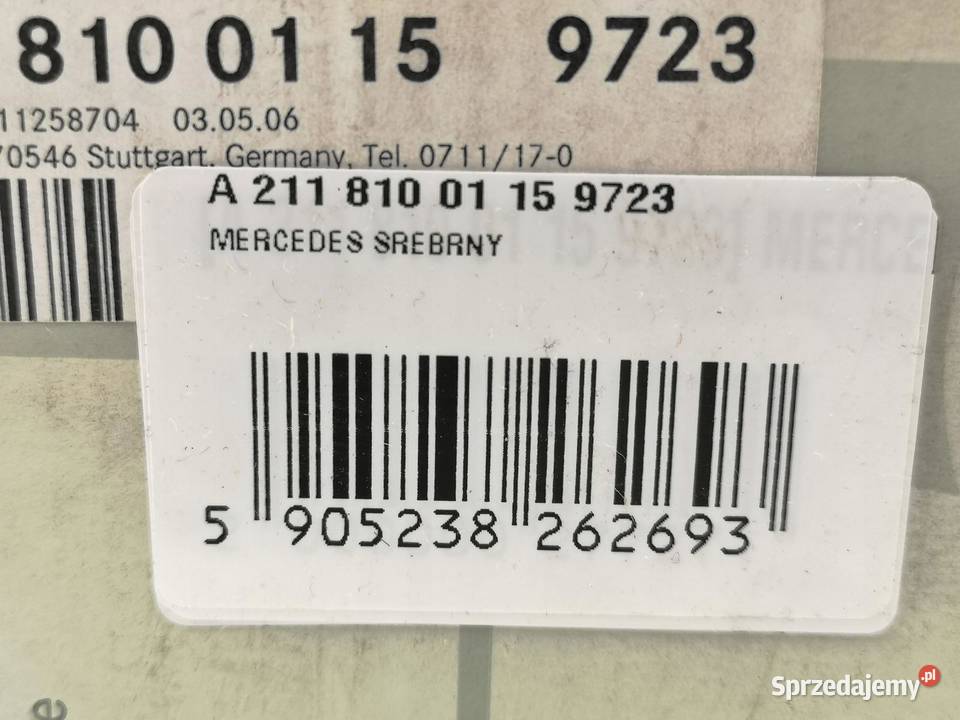 810 01 15 9723
11258704 03.05.06
70546 Stuttgart, Germany, Tel. 0711/17-0
A 211 810 01 15 9723
MERCEDES SREBRNY
5 905238 262693
e
Sprzedajemy.pl